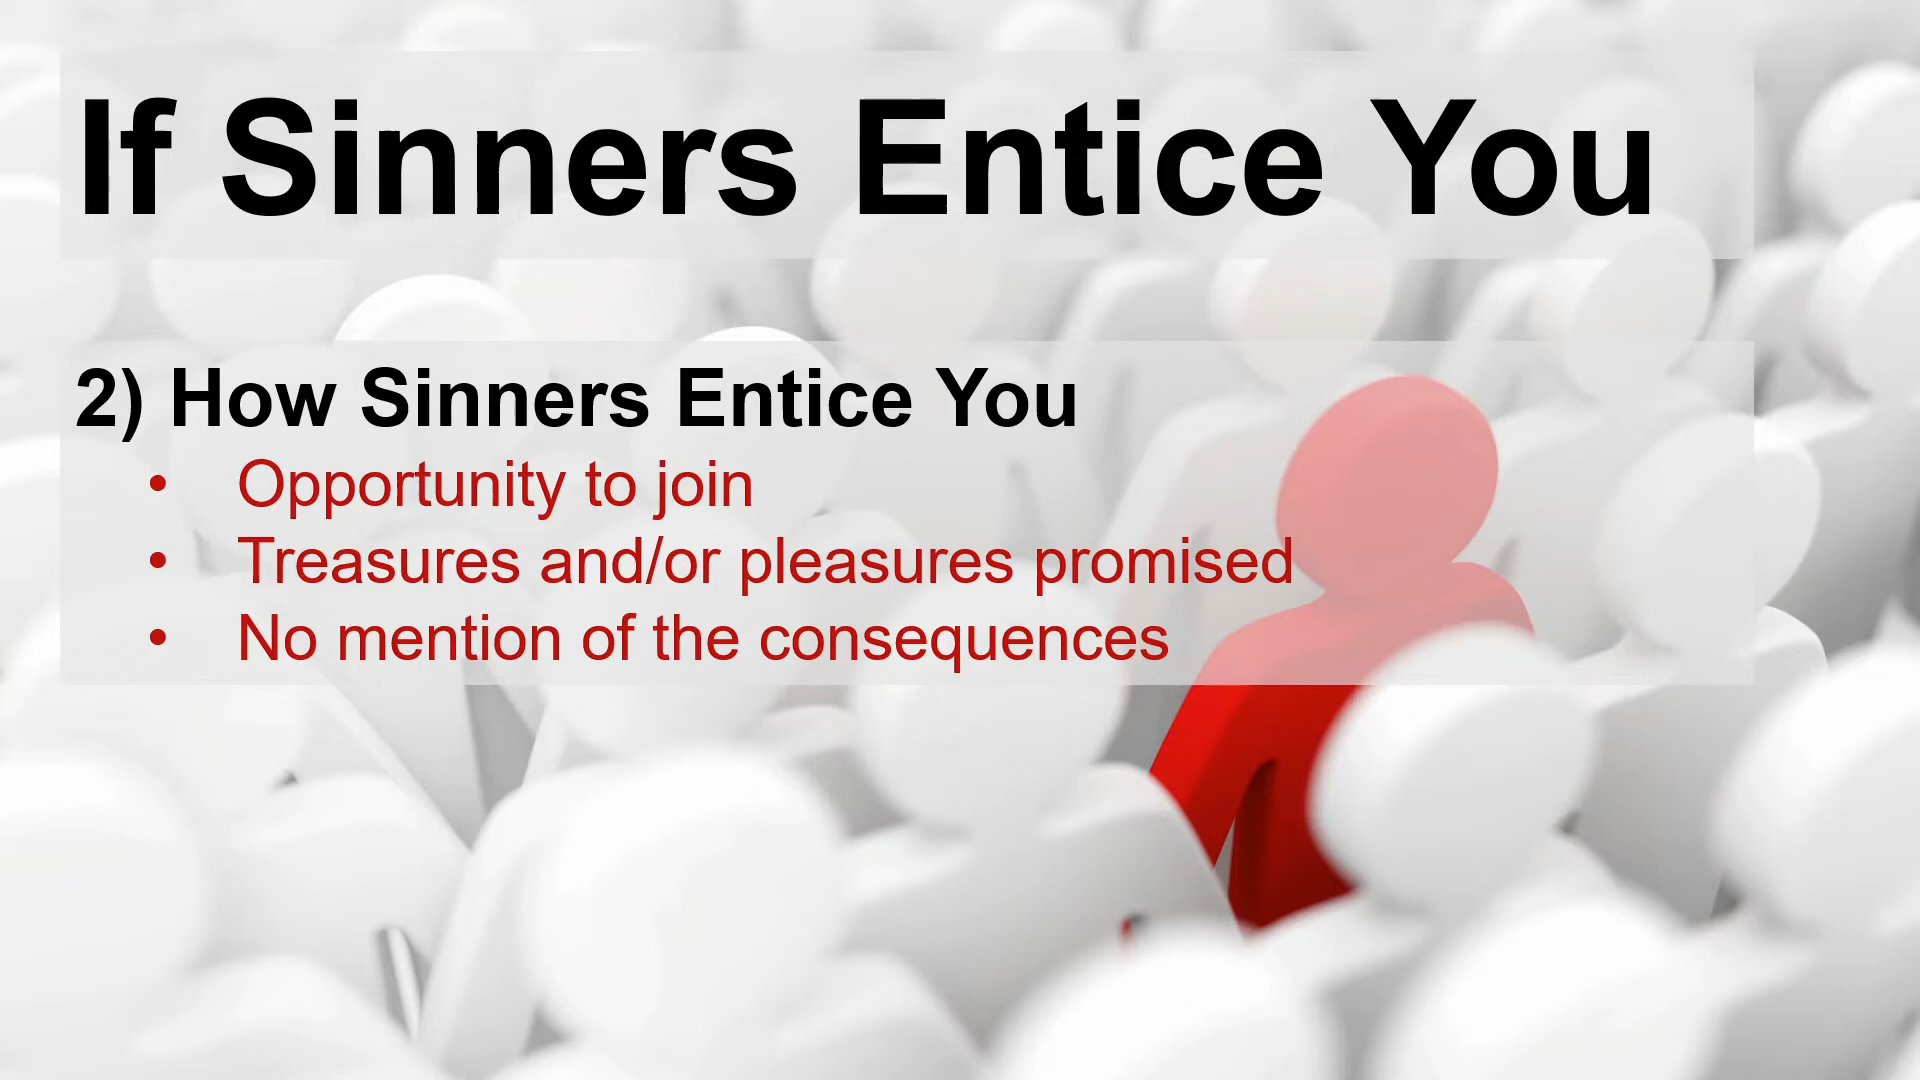 If Sinners Entice You
2) How Sinners Entice You
• Opportunity to join
• Treasures and/or pleasures promised
• No mention of the consequences